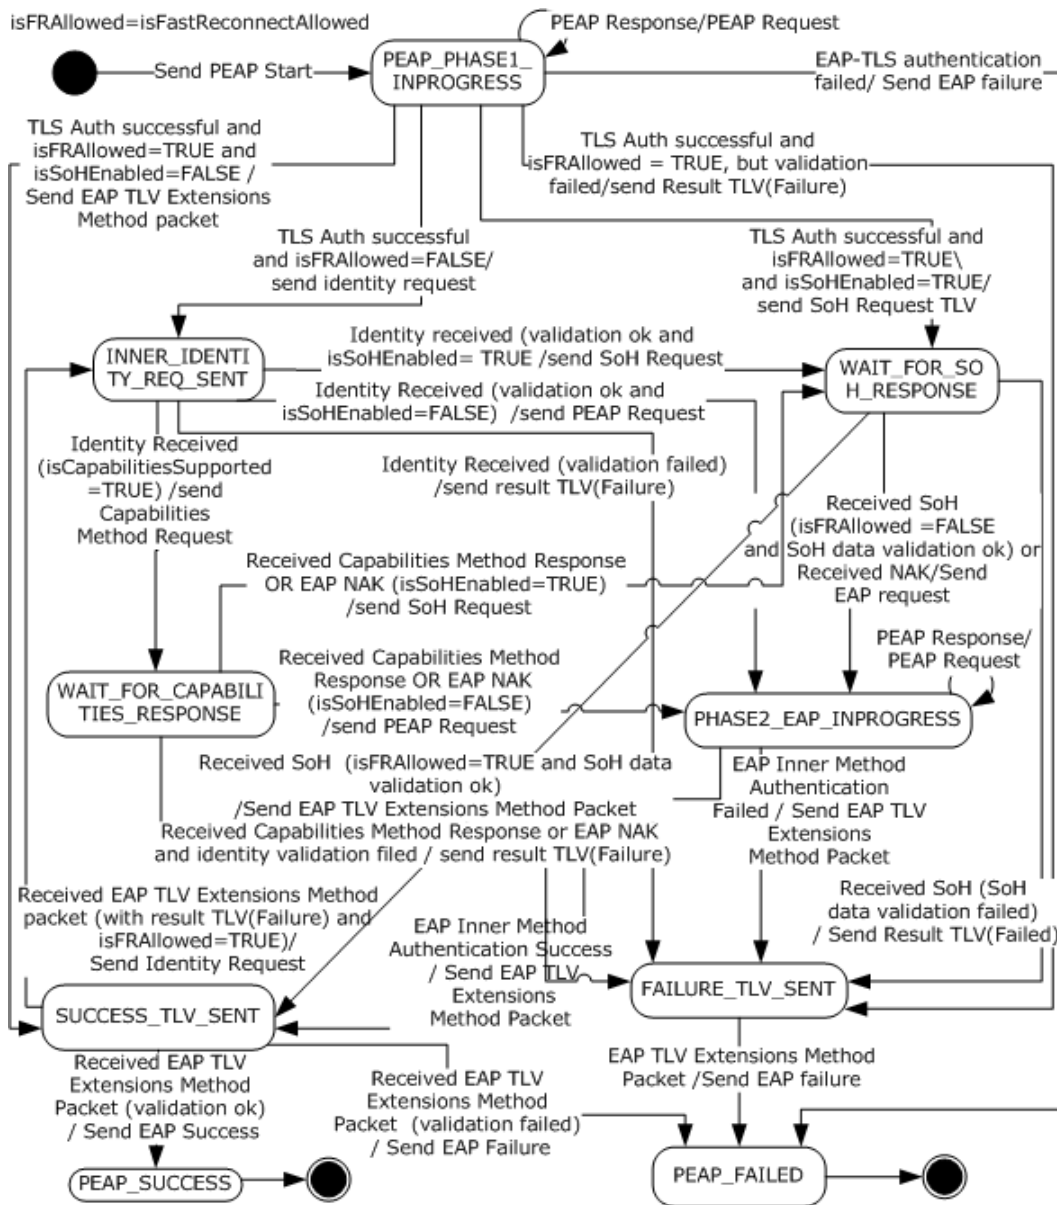 isFRAllowed=isFastReconnectAllowed
PEAP Response/PEAP Request
Send PEAP Start
PEAP_PHASE1_
INPROGRESS
EAP-TLS authentication
failed/ Send EAP failure
TLS Auth successful and
isFRAllowed=TRUE and
isSoHEnabled=FALSE /
Send EAP TLV Extensions
Method packet
TLS Auth successful and
isFRAllowed = TRUE, but validation
failed/send Result TLV(Failure)
TLS Auth successful
and isFRAllowed=FALSE/
send identity request
TLS Auth successful and
isFRAllowed=TRUE\
and isSoHEnabled=TRUE/
send SoH Request TLV
INNER_IDENTI
TY_REQ_SENT
Identity received (validation ok and
isSoHEnabled= TRUE /send SoH Request
WAIT_FOR_SO
H_RESPONSE
Identity Received (validation ok and
isSoHEnabled=FALSE) /send PEAP Request
Identity Received
(isCapabilitiesSupported
=TRUE) /send
Capabilities
Method Request
Identity Received (validation failed)
/send result TLV(Failure)
Received SoH
(isFRAllowed =FALSE
and SoH data validation ok) or
Received NAK/Send
EAP request
Received Capabilities Method Response
OR EAP NAK (isSoHEnabled=TRUE)
/send SoH Request
PEAP Response/
PEAP Request
Received Capabilities Method
Response OR EAP NAK
(isSoHEnabled=FALSE)
/send PEAP Request
WAIT_FOR_CAPABILI
TIES_RESPONSE
PHASE2_EAP_INPROGRESS
Received SoH (isFRAllowed=TRUE and SoH data
validation ok)
/Send EAP TLV Extensions Method Packet
EAP Inner Method
Authentication
Failed / Send EAP TLV
Extensions
Method Packet
Received Capabilities Method Response or EAP NAK
and identity validation filed / send result TLV(Failure)
Received EAP TLV Extensions Method
packet (with result TLV(Failure) and
isFRAllowed=TRUE)/
Send Identity Request
Received SoH (SoH
data validation failed)
/ Send Result TLV(Failed)
EAP Inner Method
Authentication Success
/ Send EAP TLV
Extensions
Method Packet
SUCCESS_TLV_SENT
FAILURE_TLV_SENT
Received EAP TLV
Extensions Method
Packet (validation ok)
/ Send EAP Success
Received EAP TLV
Extensions Method
Packet (validation failed)
/ Send EAP Failure
EAP TLV Extensions Method
Packet /Send EAP failure
PEAP_SUCCESS
PEAP_FAILED